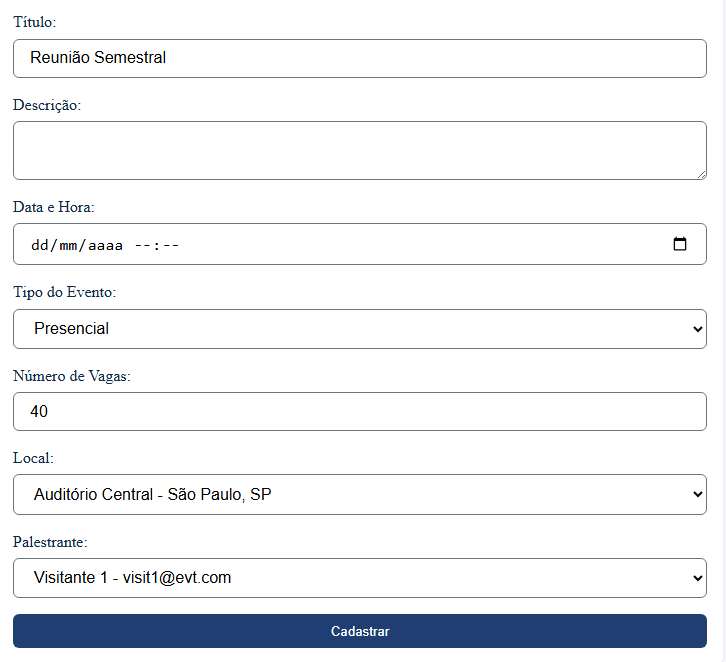 Título:
Reunião Semestral
Descrição:
Data e Hora:
dd/mm/aaaa --:--
Tipo do Evento:
Presencial
Número de Vagas:
40
Local:
Auditório Central - São Paulo, SP
Palestrante:
Visitante 1 - visit1@evt.com
Cadastrar